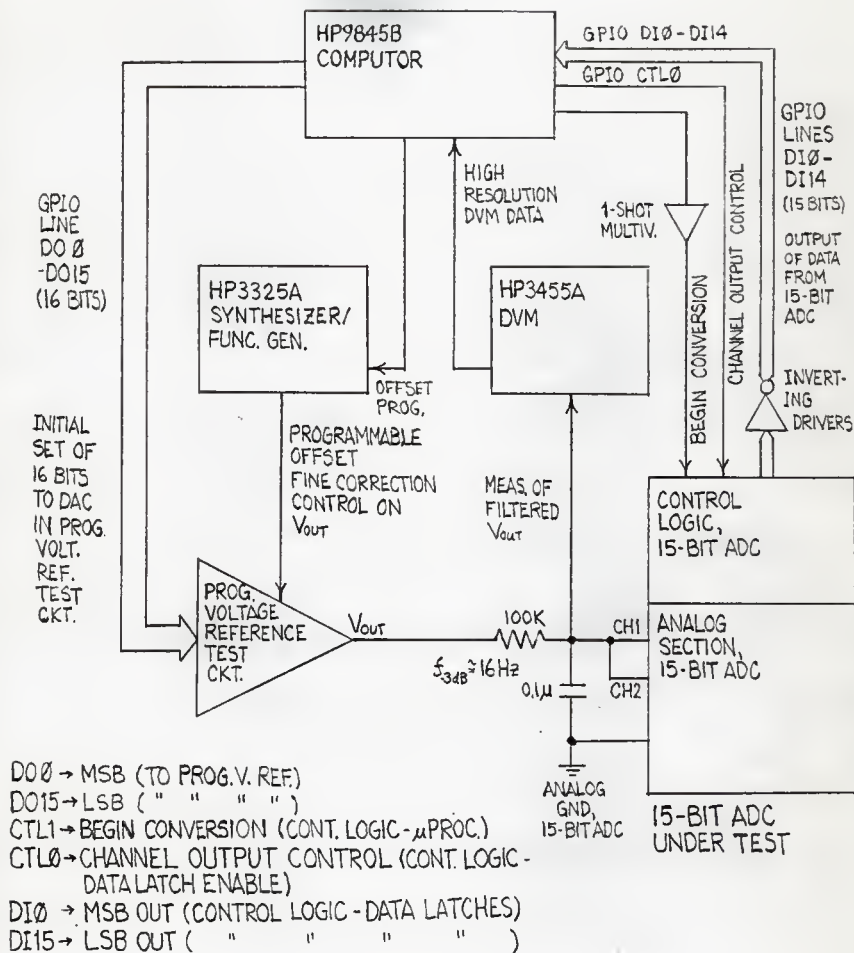 HP9845B
COMPUTOR
GPIO DIØ-DI14
GPIO CTLØ
GPIO
LINES
DIØ-
DI14
(15 BITS)
OUTPUT
OF DATA
FROM
15-BIT
ADC
HIGH
RESOLUTION
DVM DATA
1-SHOT
MULTIV.
GPIO
LINE
DO Ø
-DO15
(16 BITS)
HP3325A
SYNTHESIZER/
FUNC. GEN.
HP3455A
DVM
BEGIN CONVERSION
CHANNEL OUTPUT CONTROL
INVERT-
ING
DRIVERS
OFFSET
PROG.
INITIAL
SET OF
16 BITS
TO DAC
IN PROG.
VOLT.
REF.
TEST
CKT.
PROGRAMMABLE
OFFSET
FINE CORRECTION
CONTROL ON
VOUT
MEAS. OF
FILTERED
VOUT
CONTROL
LOGIC,
15-BIT ADC
PROG.
VOLTAGE
REFERENCE
TEST
CKT.
VOUT
100K
f-3dB≈16Hz
0.1µ
CH1
CH2
ANALOG
SECTION,
15-BIT ADC
ANALOG
GND,
15-BIT ADC
15-BIT ADC
UNDER TEST
DOØ → MSB (TO PROG. V. REF.)
DO15 → LSB ( " " " " )
CTL1 → BEGIN CONVERSION (CONT. LOGIC-µPROC.)
CTLØ → CHANNEL OUTPUT CONTROL (CONT. LOGIC-
DATA LATCH ENABLE)
DIØ → MSB OUT (CONTROL LOGIC - DATA LATCHES)
DI15 → LSB OUT ( " " " " )